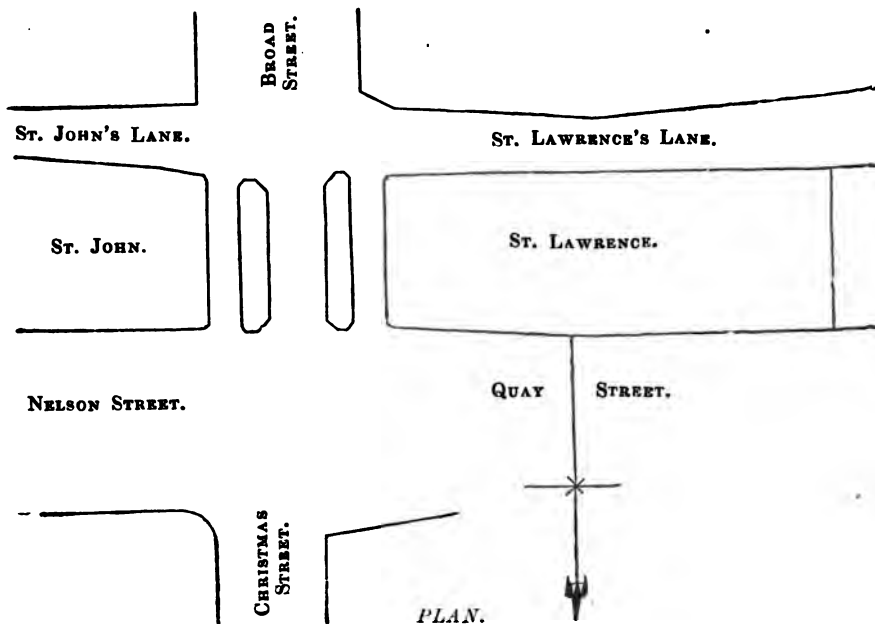 BROAD
STREET.
ST. JOHN'S LANE.
ST. LAWRENCE'S LANE.
ST. JOHN.
ST. LAWRENCE.
QUAY STREET.
NELSON STREET.
CHRISTMAS
STREET.
PLAN.